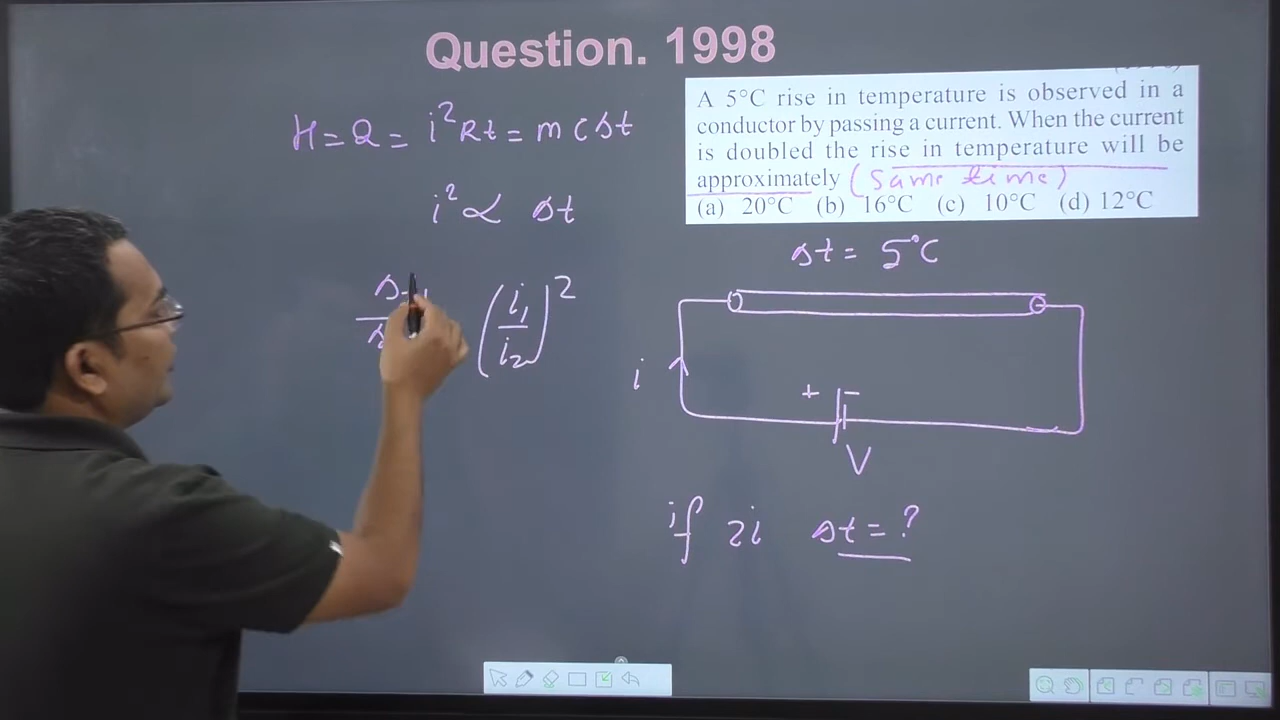 Question. 1998
A 5°C rise in temperature is observed in a
conductor by passing a current. When the current
is doubled the rise in temperature will be
approximately (same time)
(a) 20°C (b) 16°C (c) 10°C (d) 12°C
H = Q = i²Rt = m c Δt
i² ∝ Δt
(i₁/i₂)²
Δt = 5°C
i
+ −
V
if 2i Δt = ?